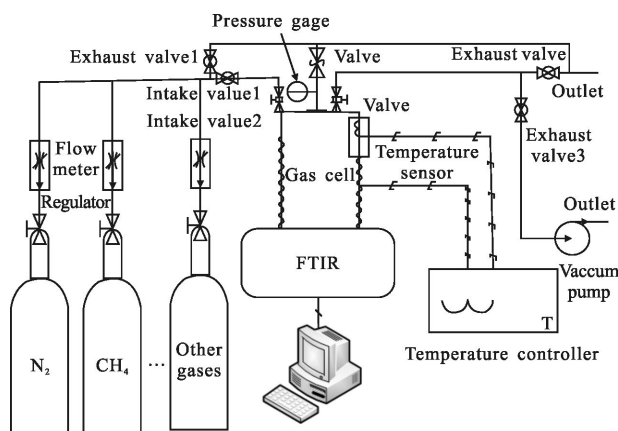 Pressure gage
Exhaust valve1
Valve
Exhaust valve
Intake value1
Outlet
Intake value2
Valve
Exhaust
valve3
Flow
meter
Gas cell
Temperature
sensor
Regulator
Outlet
FTIR
Vaccum
pump
N₂
CH₄
...
Other
gases
T
Temperature controller